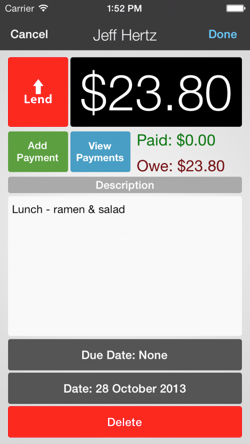 1:52 PM
Cancel Jeff Hertz Done
Lend $23.80
Add Payment View Payments Paid: $0.00
Owe: $23.80
Description
Lunch - ramen & salad
Due Date: None
Date: 28 October 2013
Delete